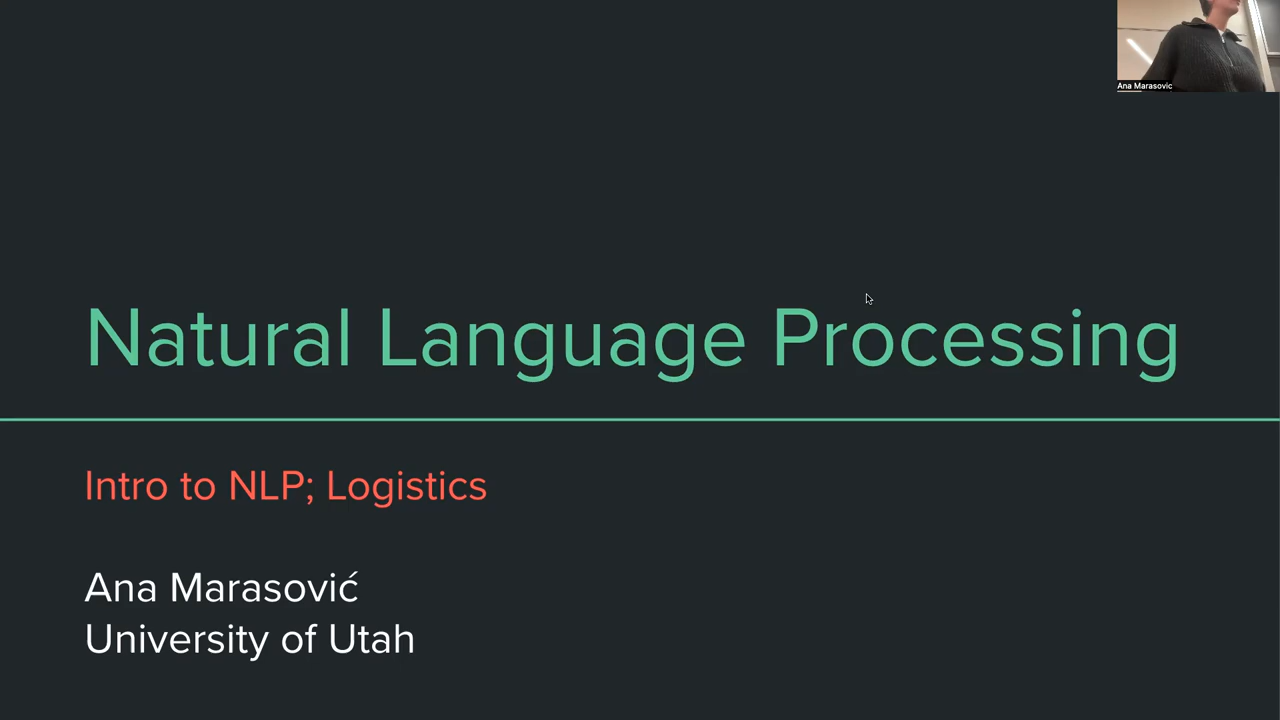 Ana Marasovic
Natural Language Processing
Intro to NLP; Logistics
Ana Marasović
University of Utah